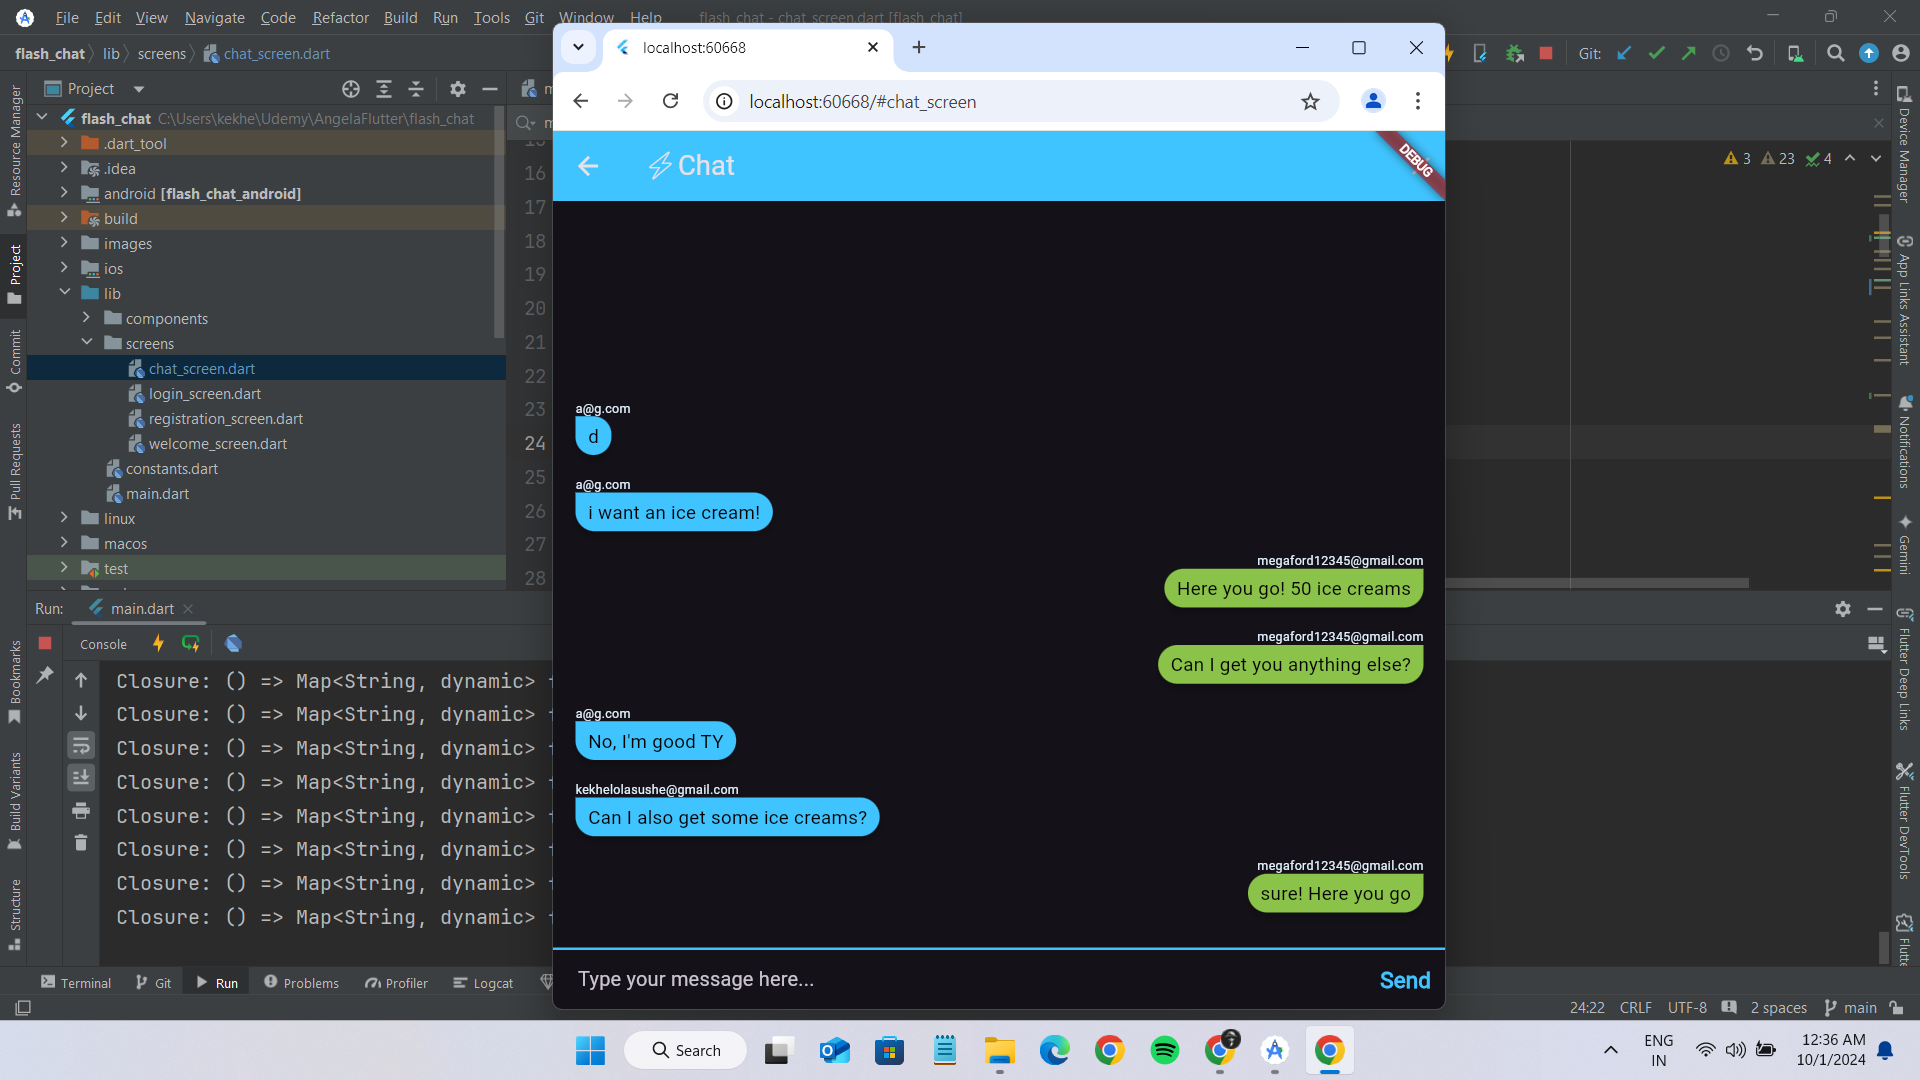 File Edit View Navigate Code Refactor Build Run Tools Git Window Help flash_chat - chat_screen.dart [flash_chat]
flash_chat lib screens chat_screen.dart
Git:
Project
flash_chat C:\Users\kekhe\Udemy\AngelaFlutter\flash_chat
.dart_tool
.idea
android [flash_chat_android]
build
images
ios
lib
components
screens
chat_screen.dart
login_screen.dart
registration_screen.dart
welcome_screen.dart
constants.dart
main.dart
linux
macos
test
Resource Manager
Project
Commit
Pull Requests
Bookmarks
Build Variants
Structure
16
17
18
19
20
21
22
23
24
25
26
27
28
localhost:60668
localhost:60668/#chat_screen
Chat
DEBUG
a@g.com
d
a@g.com
i want an ice cream!
megaford12345@gmail.com
Here you go! 50 ice creams
megaford12345@gmail.com
Can I get you anything else?
a@g.com
No, I'm good TY
kekhelolasushe@gmail.com
Can I also get some ice creams?
megaford12345@gmail.com
sure! Here you go
Type your message here...
Send
3 23 4
Device Manager
App Links Assistant
Notifications
Gemini
Flutter Deep Links
Flutter DevTools
Run: main.dart
Console
Closure: () => Map<String, dynamic>
Closure: () => Map<String, dynamic>
Closure: () => Map<String, dynamic>
Closure: () => Map<String, dynamic>
Closure: () => Map<String, dynamic>
Closure: () => Map<String, dynamic>
Closure: () => Map<String, dynamic>
Closure: () => Map<String, dynamic>
Terminal Git Run Problems Profiler Logcat
24:22 CRLF UTF-8 2 spaces main
Search
ENG
IN
12:36 AM
10/1/2024